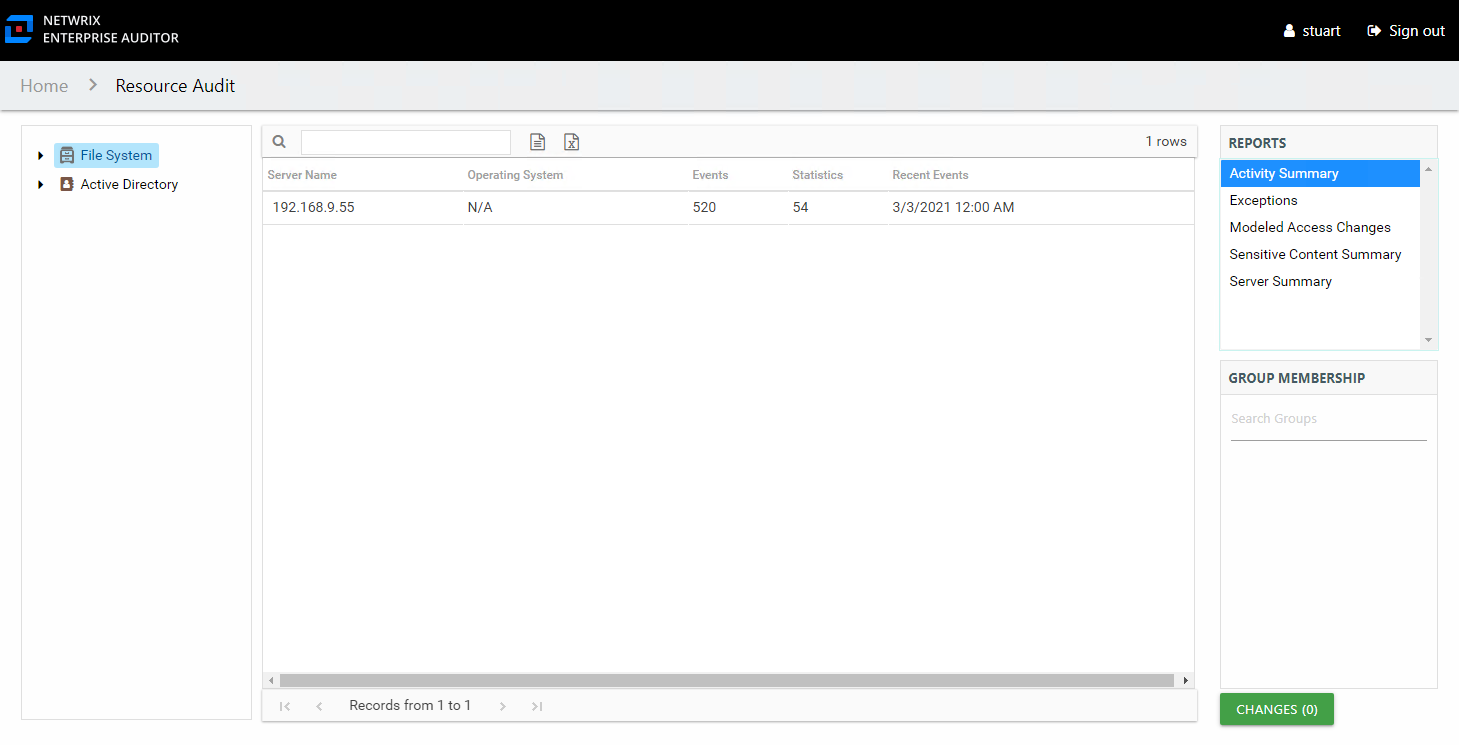 NETWRIX
ENTERPRISE AUDITOR
stuart
Sign out
Home
Resource Audit
File System
Active Directory
1 rows
Server Name Operating System Events Statistics Recent Events
192.168.9.55 N/A 520 54 3/3/2021 12:00 AM
Records from 1 to 1
REPORTS
Activity Summary
Exceptions
Modeled Access Changes
Sensitive Content Summary
Server Summary
GROUP MEMBERSHIP
Search Groups
CHANGES (0)